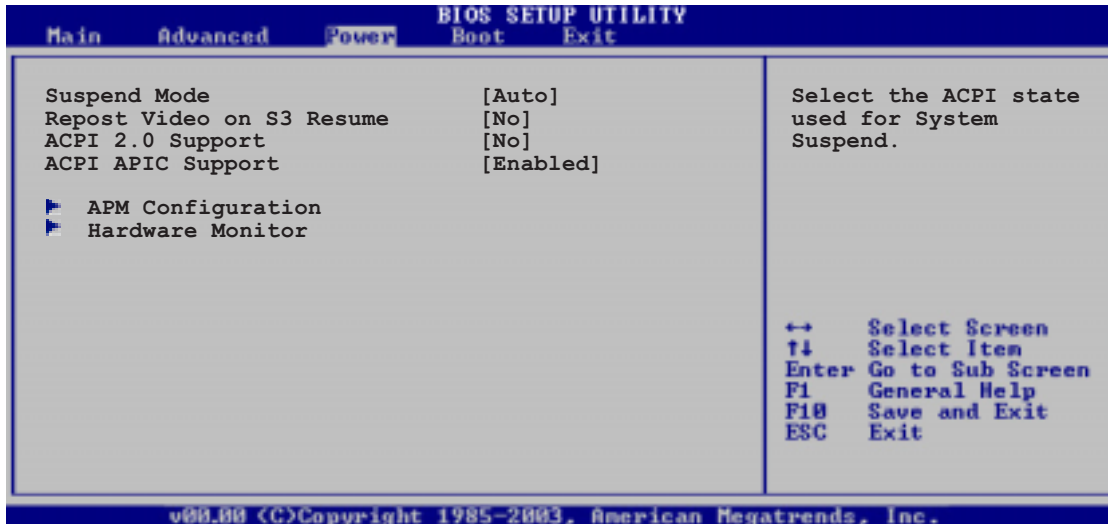 BIOS SETUP UTILITY
Main Advanced Power Boot Exit
Suspend Mode [Auto]
Repost Video on S3 Resume [No]
ACPI 2.0 Support [No]
ACPI APIC Support [Enabled]
APM Configuration
Hardware Monitor
Select the ACPI state
used for System
Suspend.
↔ Select Screen
↑↓ Select Item
Enter Go to Sub Screen
F1 General Help
F10 Save and Exit
ESC Exit
v00.00 (C)Copyright 1985-2003, American Megatrends, Inc.